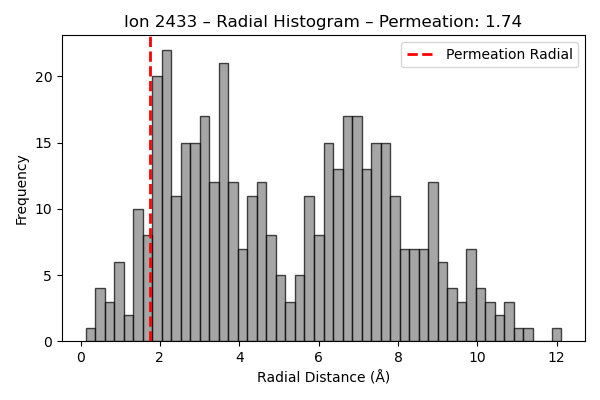 Ion 2433 – Radial Histogram – Permeation: 1.74
Permeation Radial
Frequency
20
15
10
5
0
0 2 4 6 8 10 12
Radial Distance (Å)